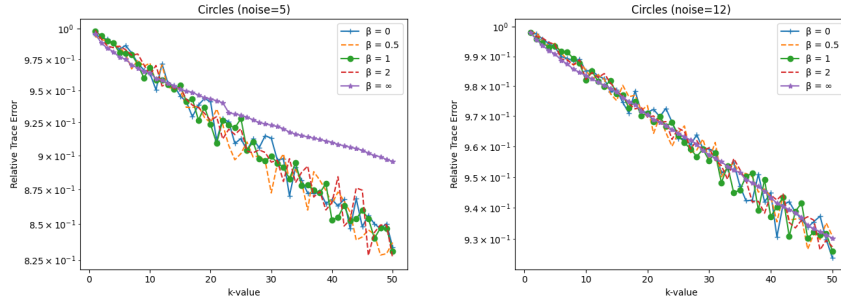 Circles (noise=5)
10⁰
9.75 × 10⁻¹
9.5 × 10⁻¹
9.25 × 10⁻¹
9 × 10⁻¹
8.75 × 10⁻¹
8.5 × 10⁻¹
8.25 × 10⁻¹
Relative Trace Error
β = 0
β = 0.5
β = 1
β = 2
β = ∞
0 10 20 30 40 50
k-value
Circles (noise=12)
10⁰
9.9 × 10⁻¹
9.8 × 10⁻¹
9.7 × 10⁻¹
9.6 × 10⁻¹
9.5 × 10⁻¹
9.4 × 10⁻¹
9.3 × 10⁻¹
Relative Trace Error
β = 0
β = 0.5
β = 1
β = 2
β = ∞
0 10 20 30 40 50
k-value